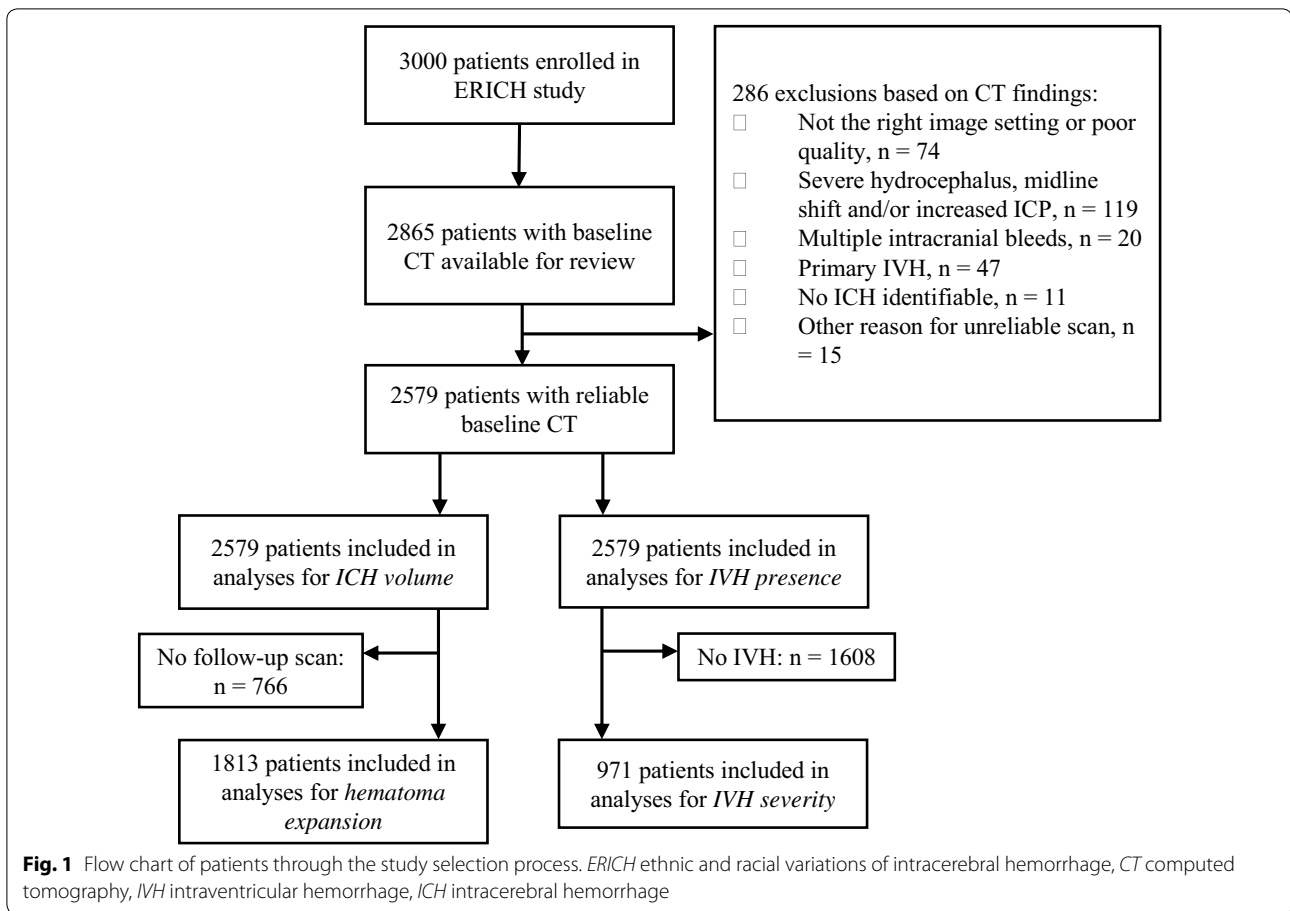 3000 patients enrolled in
ERICH study
286 exclusions based on CT findings:
Not the right image setting or poor
quality, n = 74
Severe hydrocephalus, midline
shift and/or increased ICP, n = 119
Multiple intracranial bleeds, n = 20
Primary IVH, n = 47
No ICH identifiable, n = 11
Other reason for unreliable scan, n
= 15
2865 patients with baseline
CT available for review
2579 patients with reliable
baseline CT
2579 patients included in
analyses for ICH volume
2579 patients included in
analyses for IVH presence
No follow-up scan:
n = 766
No IVH: n = 1608
1813 patients included in
analyses for hematoma
expansion
971 patients included in
analyses for IVH severity
Fig. 1 Flow chart of patients through the study selection process. ERICH ethnic and racial variations of intracerebral hemorrhage, CT computed
tomography, IVH intraventricular hemorrhage, ICH intracerebral hemorrhage